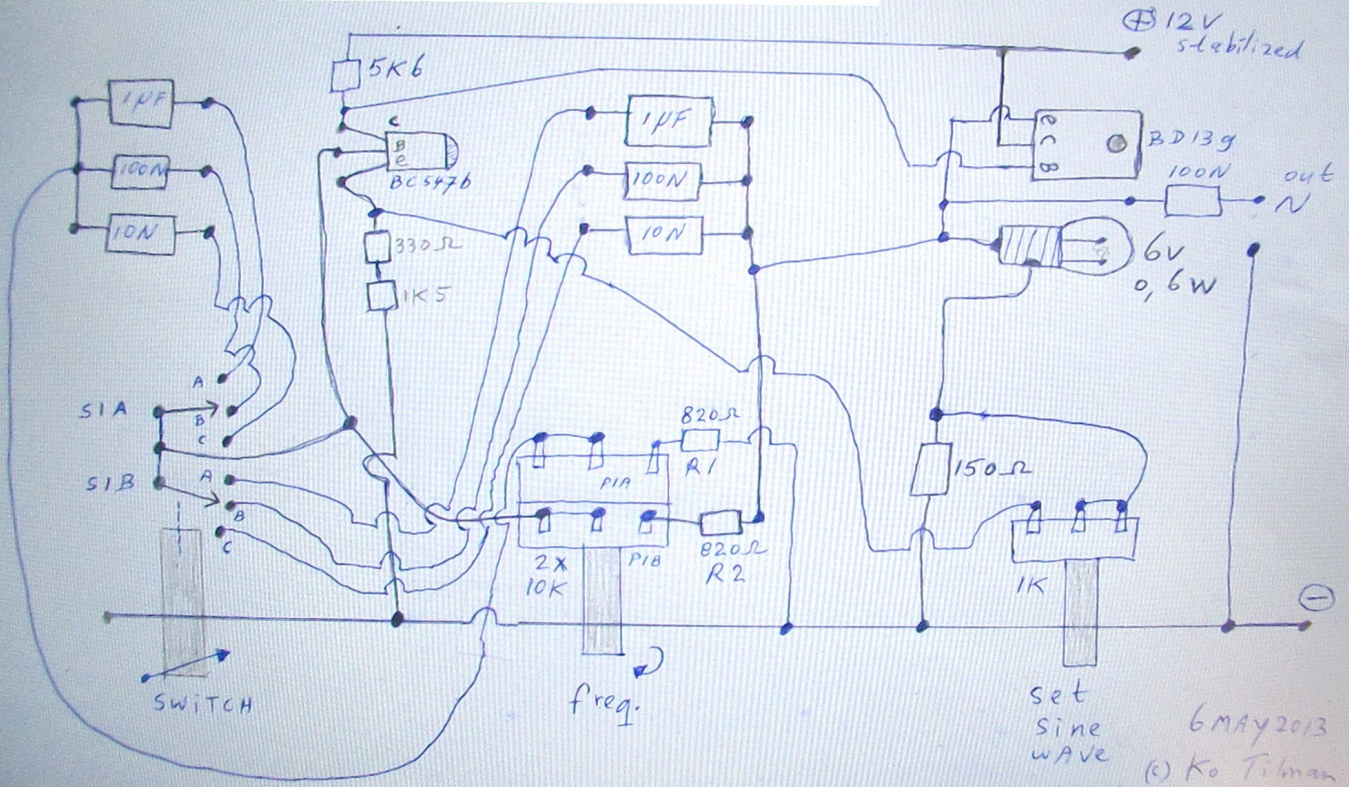 ⊕ 12V
stabilized
5K6
1µF
1µF
c
B
e
BC547b
e
C
B
BD139
100N
100N
100N
out
~
10N
10N
330Ω
1K5
6V
0,6W
A
S1A
B
C
820Ω
R1
S1B
A
B
C
P1A
150Ω
2x
10K
P1B
820Ω
R2
1K
⊖
SWiTCH
freq.
set
sine
wAve
6 MAY 2013
(c) Ko Tilman